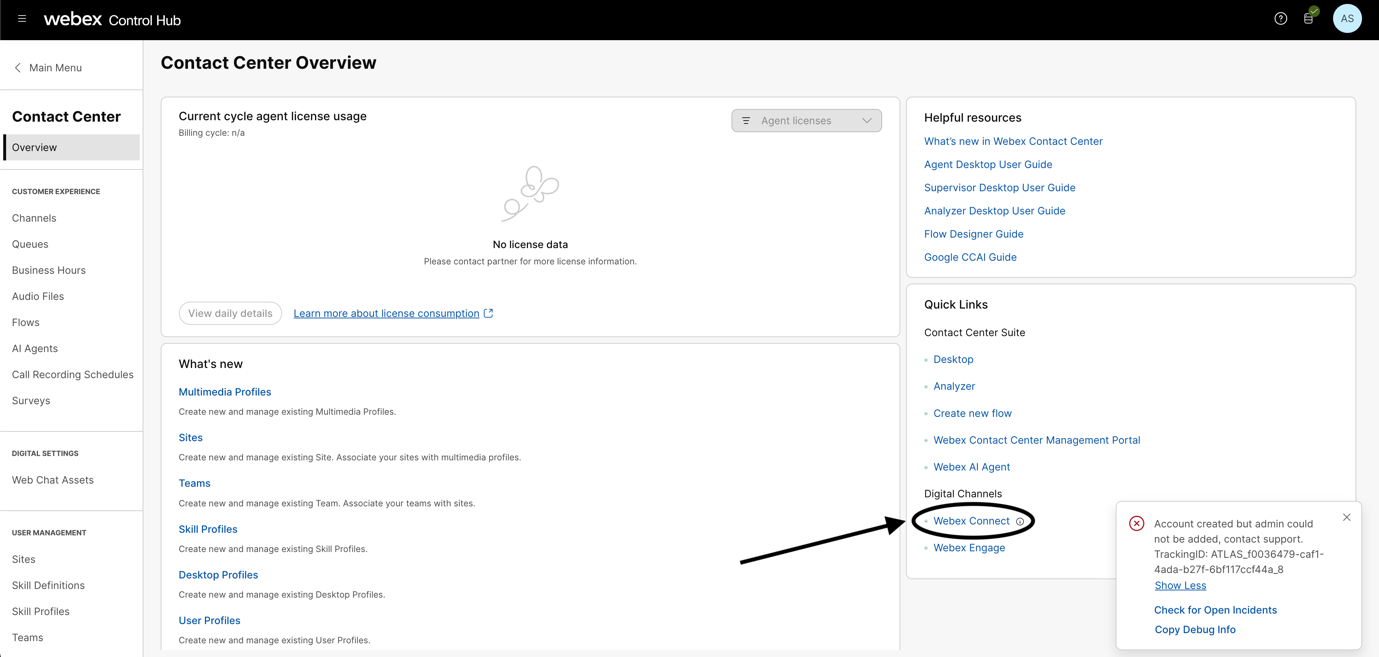 webex Control Hub
AS
Main Menu
Contact Center
Overview
CUSTOMER EXPERIENCE
Channels
Queues
Business Hours
Audio Files
Flows
AI Agents
Call Recording Schedules
Surveys
DIGITAL SETTINGS
Web Chat Assets
USER MANAGEMENT
Sites
Skill Definitions
Skill Profiles
Teams
Contact Center Overview
Current cycle agent license usage
Billing cycle: n/a
Agent licenses
No license data
Please contact partner for more license information.
View daily details
Learn more about license consumption
What's new
Multimedia Profiles
Create new and manage existing Multimedia Profiles.
Sites
Create new and manage existing Site. Associate your sites with multimedia profiles.
Teams
Create new and manage existing Team. Associate your teams with sites.
Skill Profiles
Create new and manage existing Skill Profiles.
Desktop Profiles
Create new and manage existing Desktop Profiles.
User Profiles
Create new and manage existing User Profiles.
Helpful resources
What's new in Webex Contact Center
Agent Desktop User Guide
Supervisor Desktop User Guide
Analyzer Desktop User Guide
Flow Designer Guide
Google CCAI Guide
Quick Links
Contact Center Suite
Desktop
Analyzer
Create new flow
Webex Contact Center Management Portal
Webex AI Agent
Digital Channels
Webex Connect
Webex Engage
Account created but admin could
not be added, contact support.
TrackingID: ATLAS_f0036479-caf1-
4ada-b27f-6bf117ccf44a_8
Show Less
Check for Open Incidents
Copy Debug Info